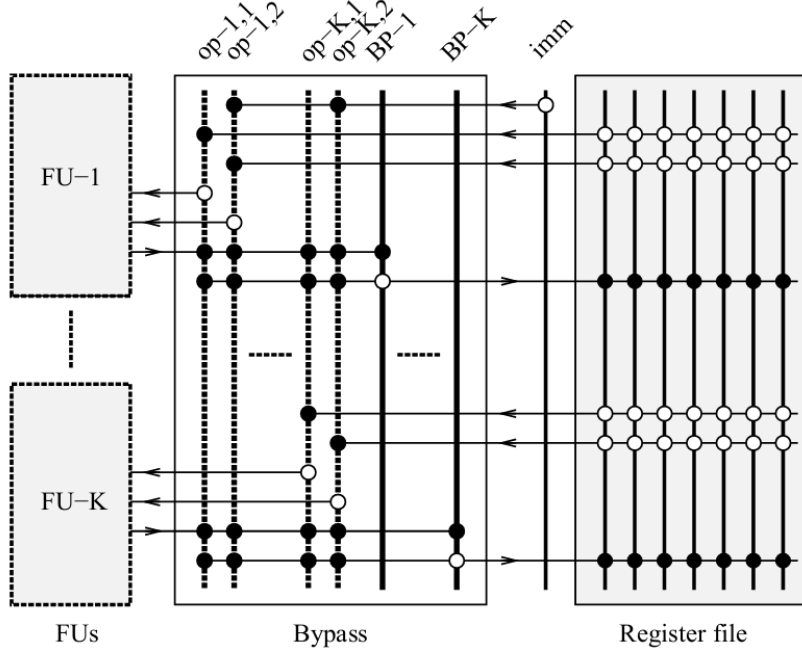 op−1,1
op−1,2
op−K,1
op−K,2
BP−1
BP−K
imm
FU−1
FU−K
FUs
Bypass
Register file